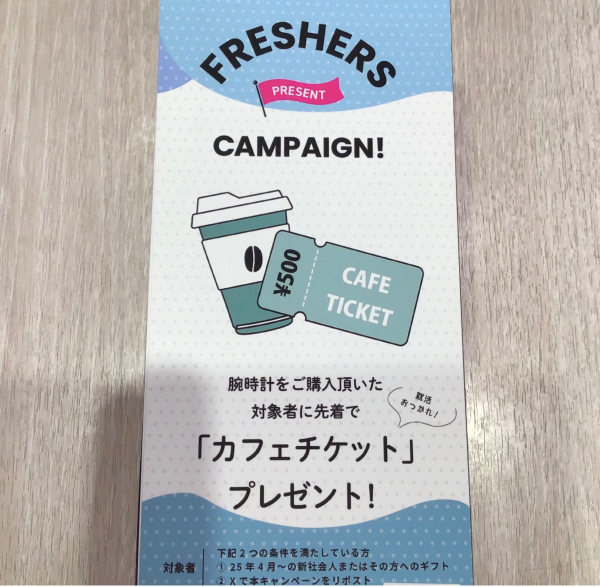 FRESHERS
PRESENT
CAMPAIGN!
¥500
CAFE
TICKET
腕時計をご購入頂いた
対象者に先着で
就活
おつかれ!
「カフェチケット」
プレゼント!
対象者
下記2つの条件を満たしている方
①25年4月〜の新社会人またはその方へのギフト
②Xで本キャンペーンをリポスト